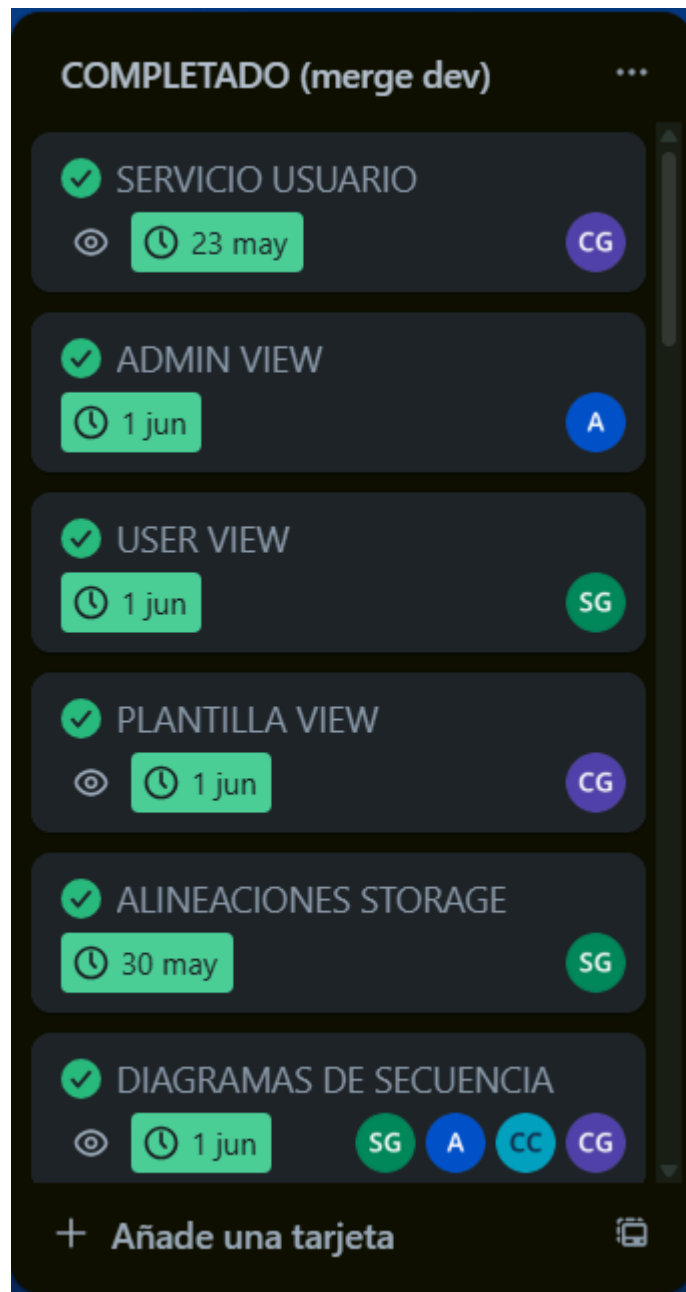 COMPLETADO (merge dev)
SERVICIO USUARIO
23 may
CG
ADMIN VIEW
1 jun
A
USER VIEW
1 jun
SG
PLANTILLA VIEW
1 jun
CG
ALINEACIONES STORAGE
30 may
SG
DIAGRAMAS DE SECUENCIA
1 jun
SG A CC CG
+ Añade una tarjeta